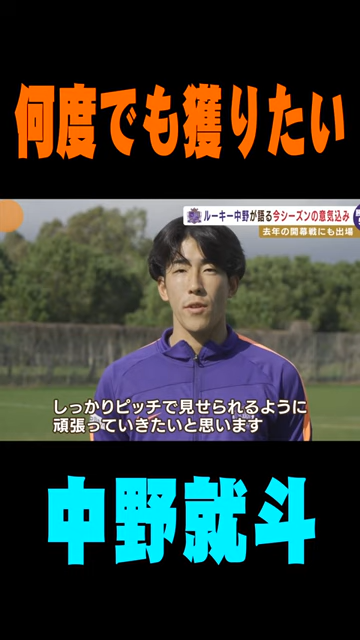 何度でも獲りたい
ルーキー中野が語る今シーズンの意気込み
去年の開幕戦にも出場
しっかりピッチで見せられるように
頑張っていきたいと思います
中野就斗